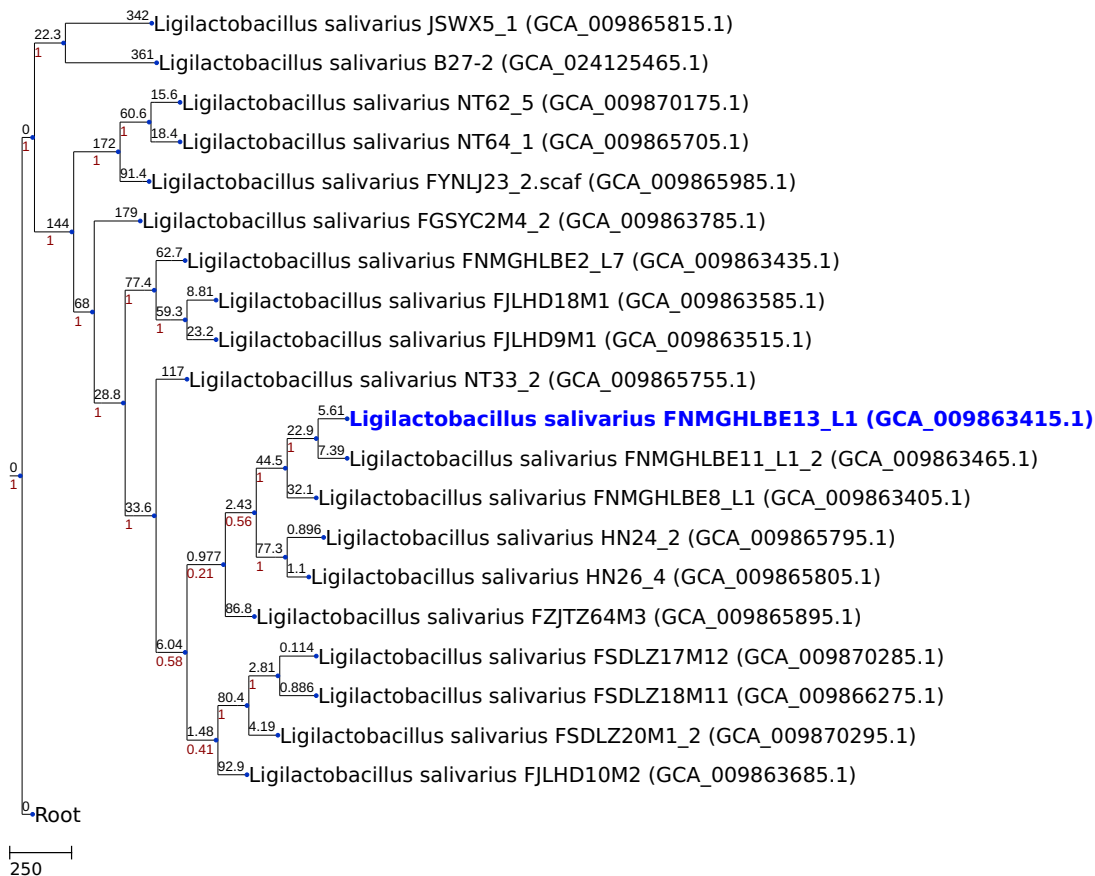 342 Ligilactobacillus salivarius JSWX5_1 (GCA_009865815.1)
22.3
1
361 Ligilactobacillus salivarius B27-2 (GCA_024125465.1)
15.6 Ligilactobacillus salivarius NT62_5 (GCA_009870175.1)
60.6
1
0
1
18.4 Ligilactobacillus salivarius NT64_1 (GCA_009865705.1)
172
1
91.4 Ligilactobacillus salivarius FYNLJ23_2.scaf (GCA_009865985.1)
179 Ligilactobacillus salivarius FGSYC2M4_2 (GCA_009863785.1)
144
1
62.7 Ligilactobacillus salivarius FNMGHLBE2_L7 (GCA_009863435.1)
77.4
1
8.81 Ligilactobacillus salivarius FJLHD18M1 (GCA_009863585.1)
68
1
59.3
1
23.2 Ligilactobacillus salivarius FJLHD9M1 (GCA_009863515.1)
117 Ligilactobacillus salivarius NT33_2 (GCA_009865755.1)
28.8
1
5.61 Ligilactobacillus salivarius FNMGHLBE13_L1 (GCA_009863415.1)
22.9
1
7.39 Ligilactobacillus salivarius FNMGHLBE11_L1_2 (GCA_009863465.1)
44.5
1
0
1
32.1 Ligilactobacillus salivarius FNMGHLBE8_L1 (GCA_009863405.1)
33.6
1
2.43
0.56
0.896 Ligilactobacillus salivarius HN24_2 (GCA_009865795.1)
77.3
1
0.977
0.21
1.1 Ligilactobacillus salivarius HN26_4 (GCA_009865805.1)
86.8 Ligilactobacillus salivarius FZJTZ64M3 (GCA_009865895.1)
6.04
0.58
0.114 Ligilactobacillus salivarius FSDLZ17M12 (GCA_009870285.1)
2.81
1
0.886 Ligilactobacillus salivarius FSDLZ18M11 (GCA_009866275.1)
80.4
1
4.19 Ligilactobacillus salivarius FSDLZ20M1_2 (GCA_009870295.1)
1.48
0.41
92.9 Ligilactobacillus salivarius FJLHD10M2 (GCA_009863685.1)
0 Root
250